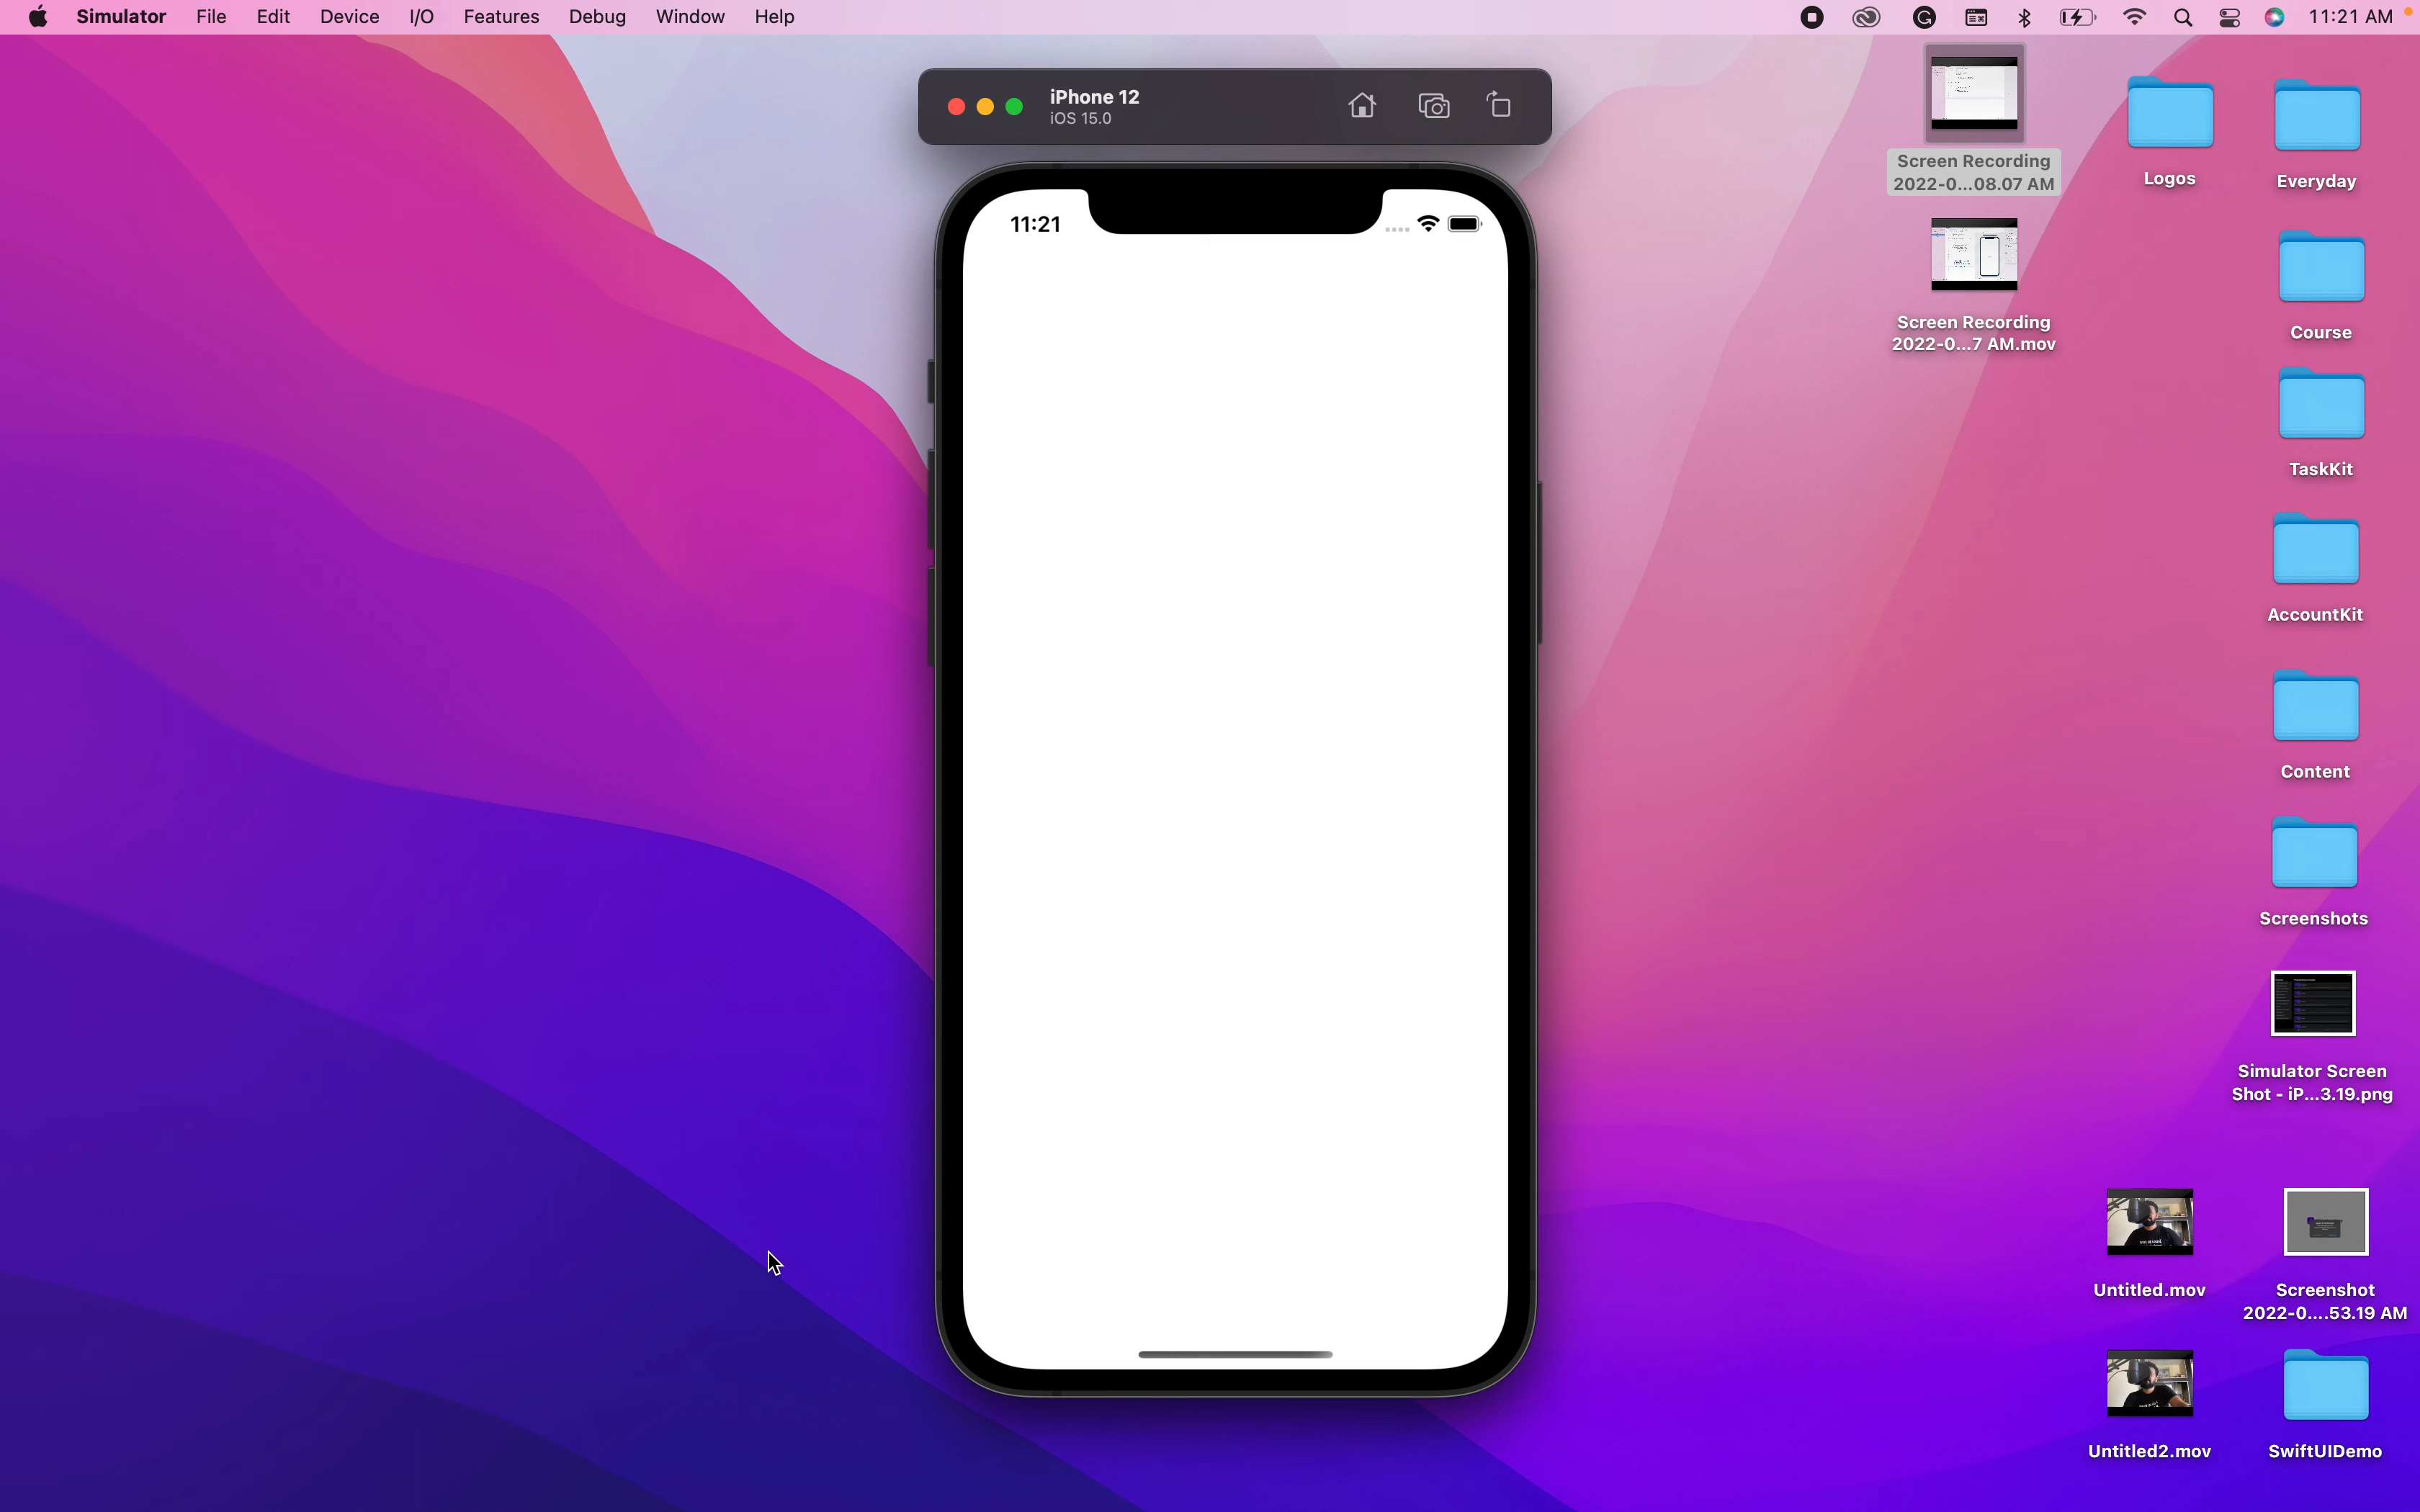 Simulator File Edit Device I/O Features Debug Window Help 11:21 AM
iPhone 12
iOS 15.0
11:21
Screen Recording
2022-0...08.07 AM
Screen Recording
2022-0...7 AM.mov
Logos
Everyday
Course
TaskKit
AccountKit
Content
Screenshots
Simulator Screen
Shot - iP...3.19.png
Untitled.mov
Screenshot
2022-0....53.19 AM
Untitled2.mov
SwiftUIDemo